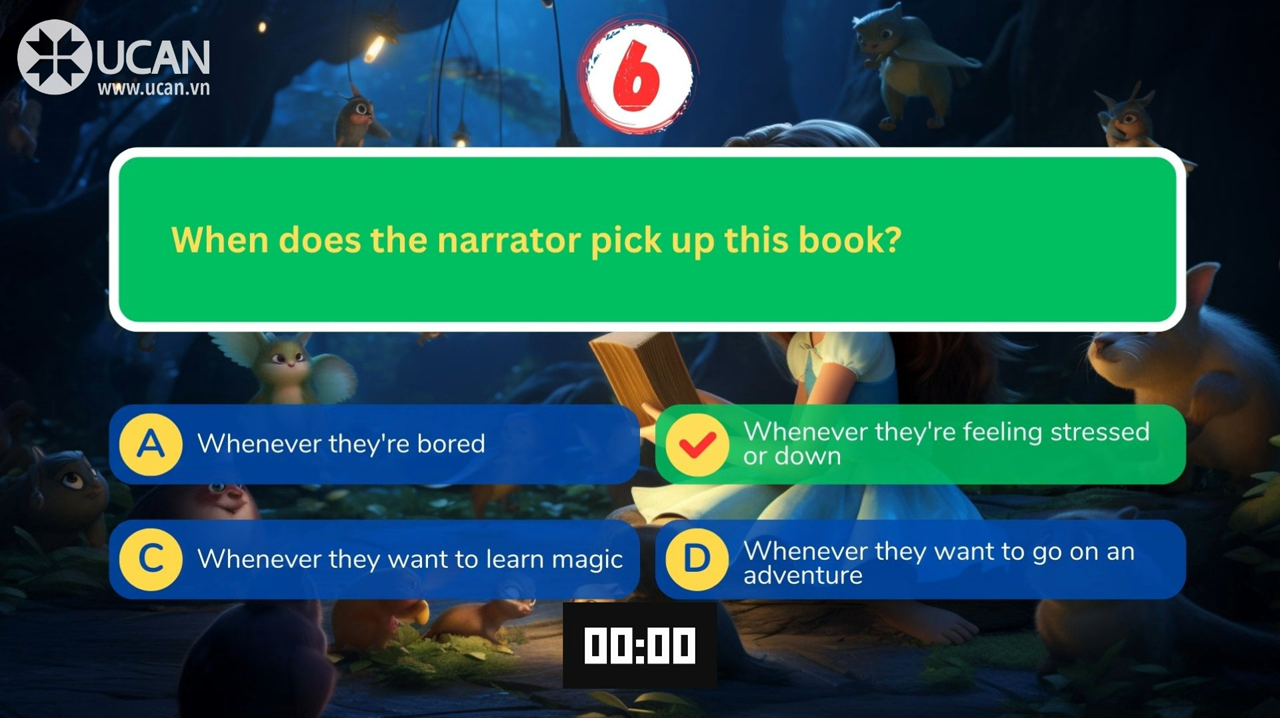 UCAN
www.ucan.vn
6
When does the narrator pick up this book?
A
Whenever they're bored
Whenever they're feeling stressed
or down
C
Whenever they want to learn magic
D
Whenever they want to go on an
adventure
00:00